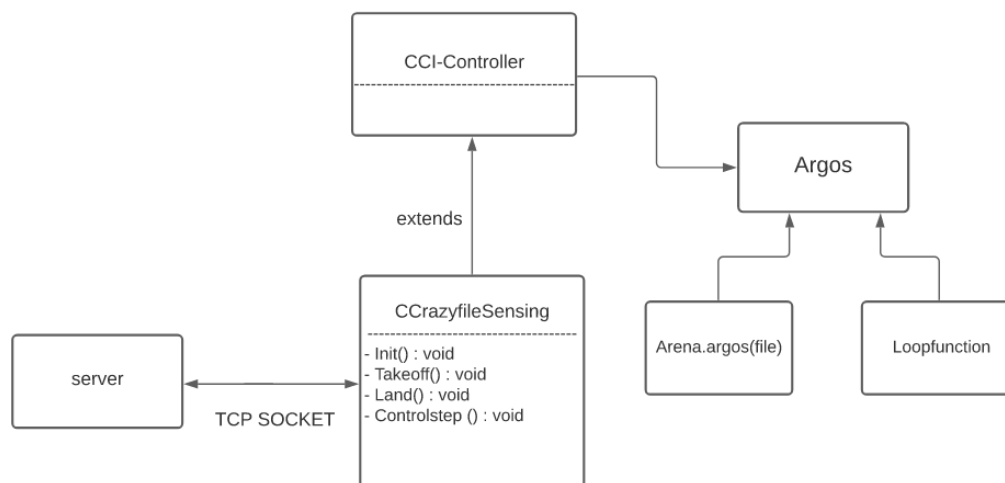 CCI-Controller
Argos
extends
CCrazyfileSensing
- Init() : void
- Takeoff() : void
- Land() : void
- Controlstep () : void
server
TCP SOCKET
Arena.argos(file)
Loopfunction